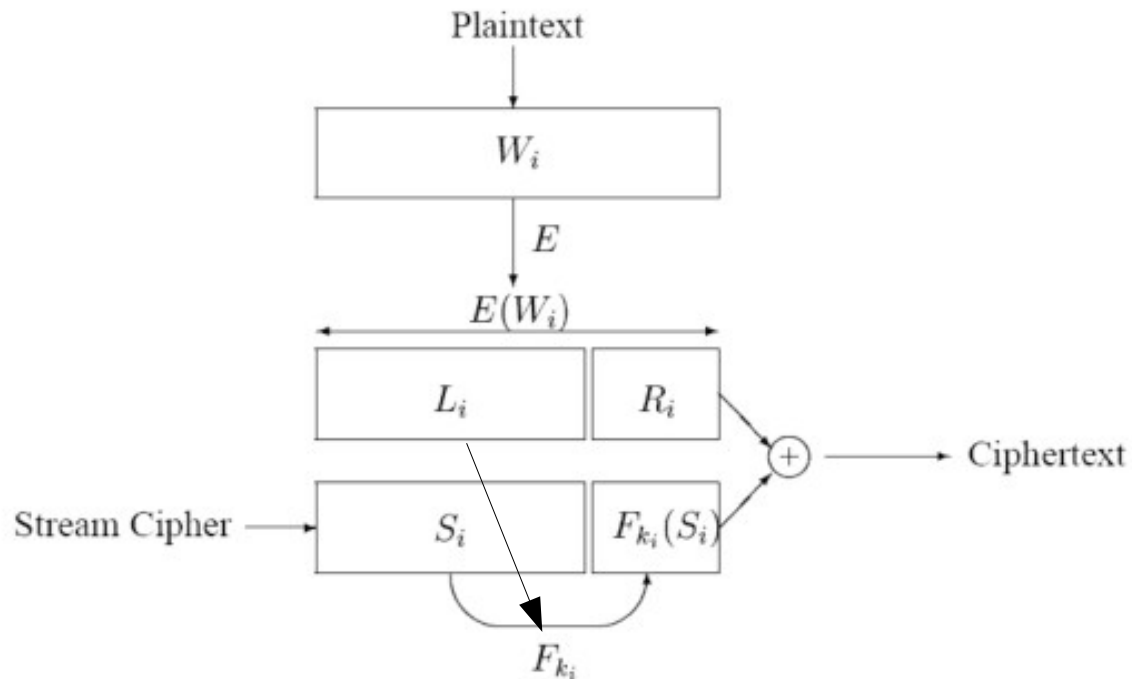 Plaintext
W_i
E
E(W_i)
L_i R_i
+ Ciphertext
Stream Cipher S_i F_{k_i}(S_i)
F_{k_i}